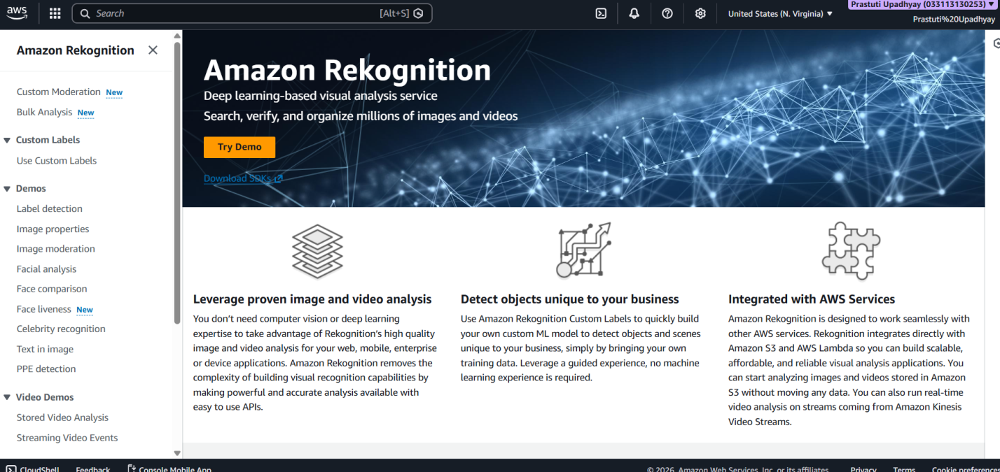 aws
Search
[Alt+S]
United States (N. Virginia)
Prastuti Upadhyay (033113130253)
Prastuti%20Upadhyay
Amazon Rekognition
Custom Moderation New
Bulk Analysis New
Custom Labels
Use Custom Labels
Demos
Label detection
Image properties
Image moderation
Facial analysis
Face comparison
Face liveness New
Celebrity recognition
Text in image
PPE detection
Video Demos
Stored Video Analysis
Streaming Video Events
Amazon Rekognition
Deep learning-based visual analysis service
Search, verify, and organize millions of images and videos
Try Demo
Download SDKs
Leverage proven image and video analysis
You don't need computer vision or deep learning
expertise to take advantage of Rekognition's high quality
image and video analysis for your web, mobile, enterprise
or device applications. Amazon Rekognition removes the
complexity of building visual recognition capabilities by
making powerful and accurate analysis available with
easy to use APIs.
Detect objects unique to your business
Use Amazon Rekognition Custom Labels to quickly build
your own custom ML model to detect objects and scenes
unique to your business, simply by bringing your own
training data. Leverage a guided experience, no machine
learning experience is required.
Integrated with AWS Services
Amazon Rekognition is designed to work seamlessly with
other AWS services. Rekognition integrates directly with
Amazon S3 and AWS Lambda so you can build scalable,
affordable, and reliable visual analysis applications. You
can start analyzing images and videos stored in Amazon
S3 without moving any data. You can also run real-time
video analysis on streams coming from Amazon Kinesis
Video Streams.
CloudShell
Feedback
Console Mobile App
© 2026, Amazon Web Services, Inc. or its affiliates.
Privacy
Terms
Cookie preferences